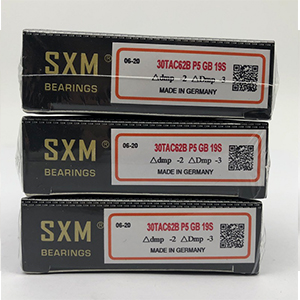 SXM®
BEARINGS
06-20
30TAC62B P5 GB 19S
△dmp -2 △Dmp -3
MADE IN GERMANY
SXM®
BEARINGS
06-20
30TAC62B P5 GB 19S
△dmp -2 △Dmp -3
MADE IN GERMANY
SXM®
BEARINGS
06-20
30TAC62B P5 GB 19S
△dmp -2 △Dmp -3
MADE IN GERMANY